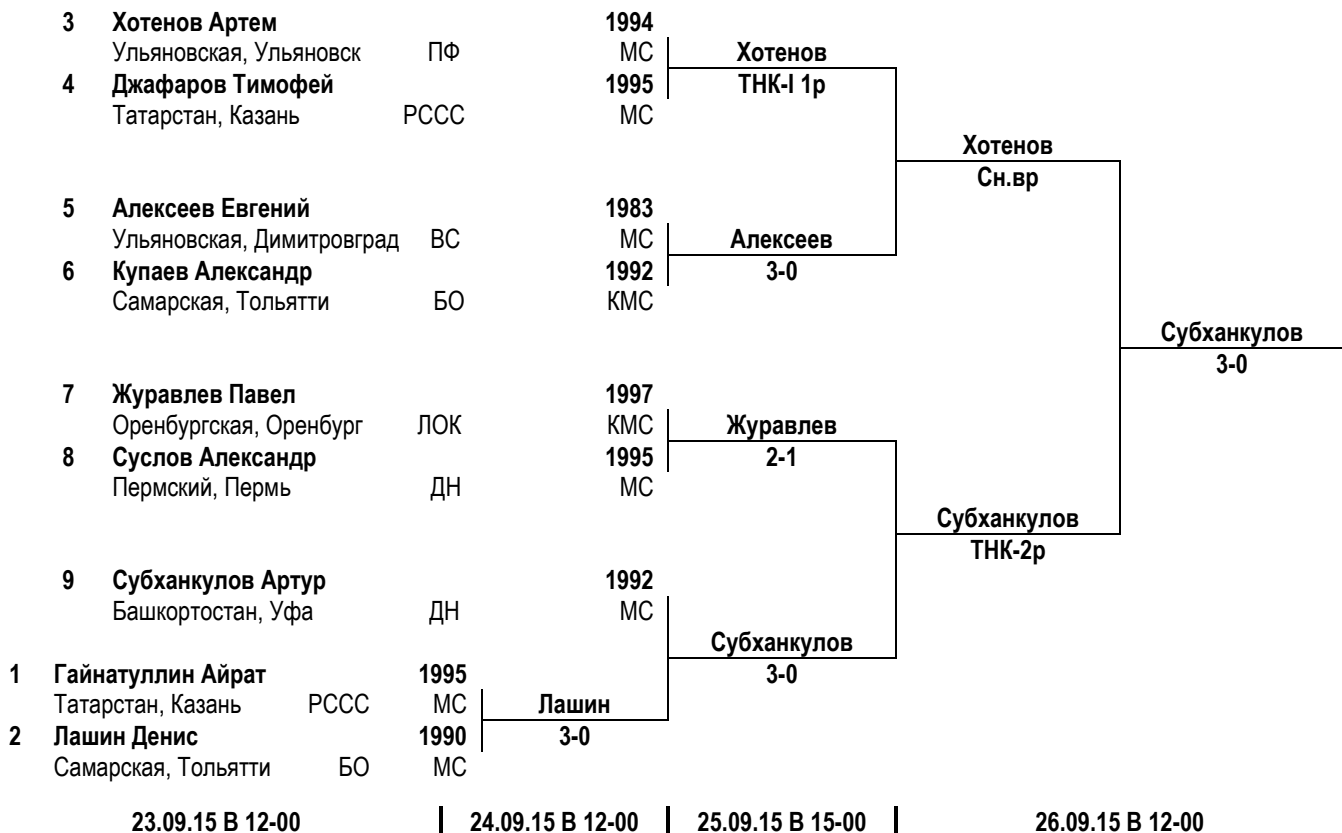 3 Хотенов Артем 1994
Ульяновская, Ульяновск ПФ МС Хотенов
4 Джафаров Тимофей 1995 ТНК-I 1р
Татарстан, Казань РССС МС
Хотенов
Сн.вр
5 Алексеев Евгений 1983
Ульяновская, Димитровград ВС МС Алексеев
6 Купаев Александр 1992 3-0
Самарская, Тольятти БО КМС
Субханкулов
3-0
7 Журавлев Павел 1997
Оренбургская, Оренбург ЛОК КМС Журавлев
8 Суслов Александр 1995 2-1
Пермский, Пермь ДН МС
Субханкулов
ТНК-2р
9 Субханкулов Артур 1992
Башкортостан, Уфа ДН МС
Субханкулов
1 Гайнатуллин Айрат 1995 3-0
Татарстан, Казань РССС МС Лашин
2 Лашин Денис 1990 3-0
Самарская, Тольятти БО МС
23.09.15 В 12-00 24.09.15 В 12-00 25.09.15 В 15-00 26.09.15 В 12-00